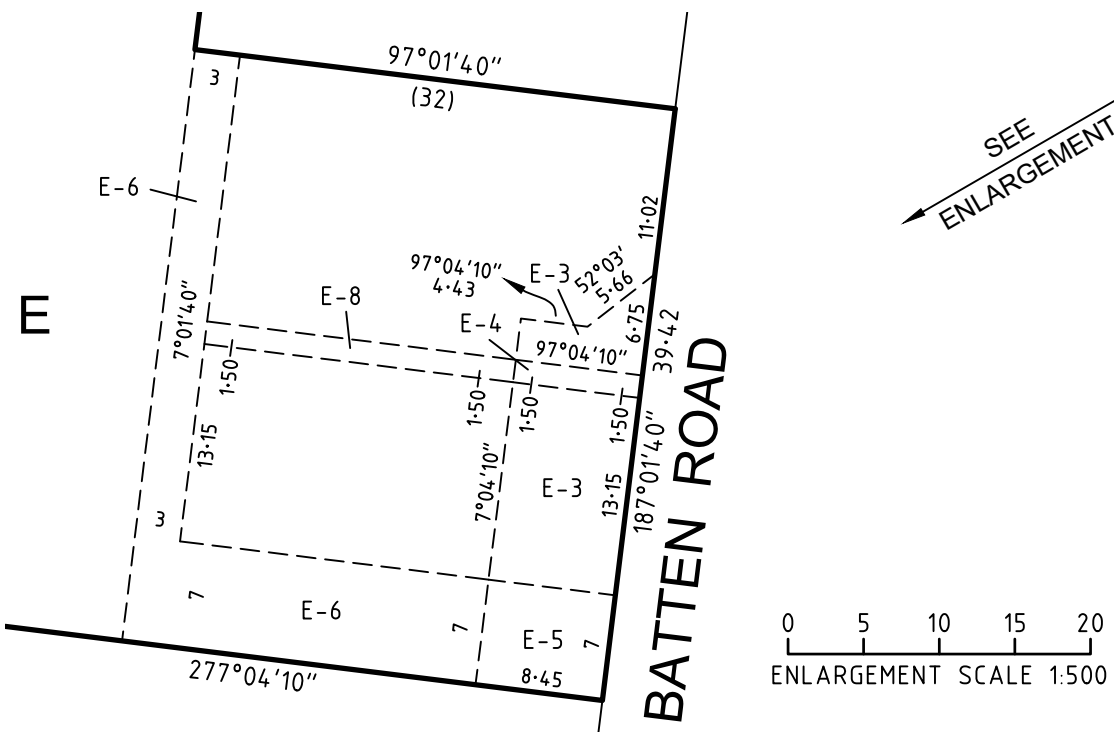 97°01'40"
(32)
3
E-6
SEE
ENLARGEMENT
11·02
97°04'10"
4·43
E-3
52°03'
5·66
E
7°01'40"
E-8
E-4
6·75
39·42
97°04'10"
1·50
1·50
1·50
1·50
13·15
7°04'10"
E-3
13·15
187°01'40"
BATTEN ROAD
3
7
E-6
7
E-5
7
8·45
277°04'10"
0 5 10 15 20
ENLARGEMENT SCALE 1:500